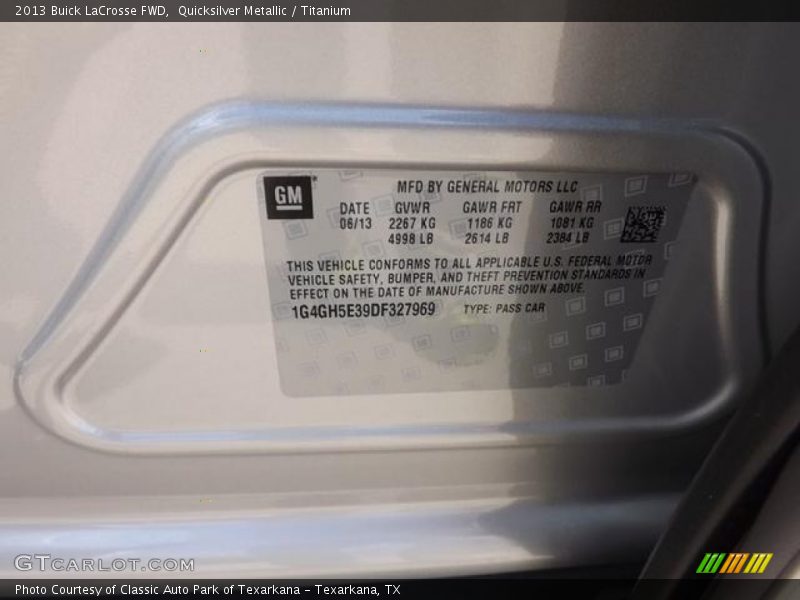 2013 Buick LaCrosse FWD, Quicksilver Metallic / Titanium
GM
MFD BY GENERAL MOTORS LLC
DATE GVWR GAWR FRT GAWR RR
06/13 2267 KG 1186 KG 1081 KG
4998 LB 2614 LB 2384 LB
THIS VEHICLE CONFORMS TO ALL APPLICABLE U.S. FEDERAL MOTOR
VEHICLE SAFETY, BUMPER, AND THEFT PREVENTION STANDARDS IN
EFFECT ON THE DATE OF MANUFACTURE SHOWN ABOVE.
1G4GH5E39DF327969 TYPE: PASS CAR
GTCARLOT.COM
Photo Courtesy of Classic Auto Park of Texarkana – Texarkana, TX